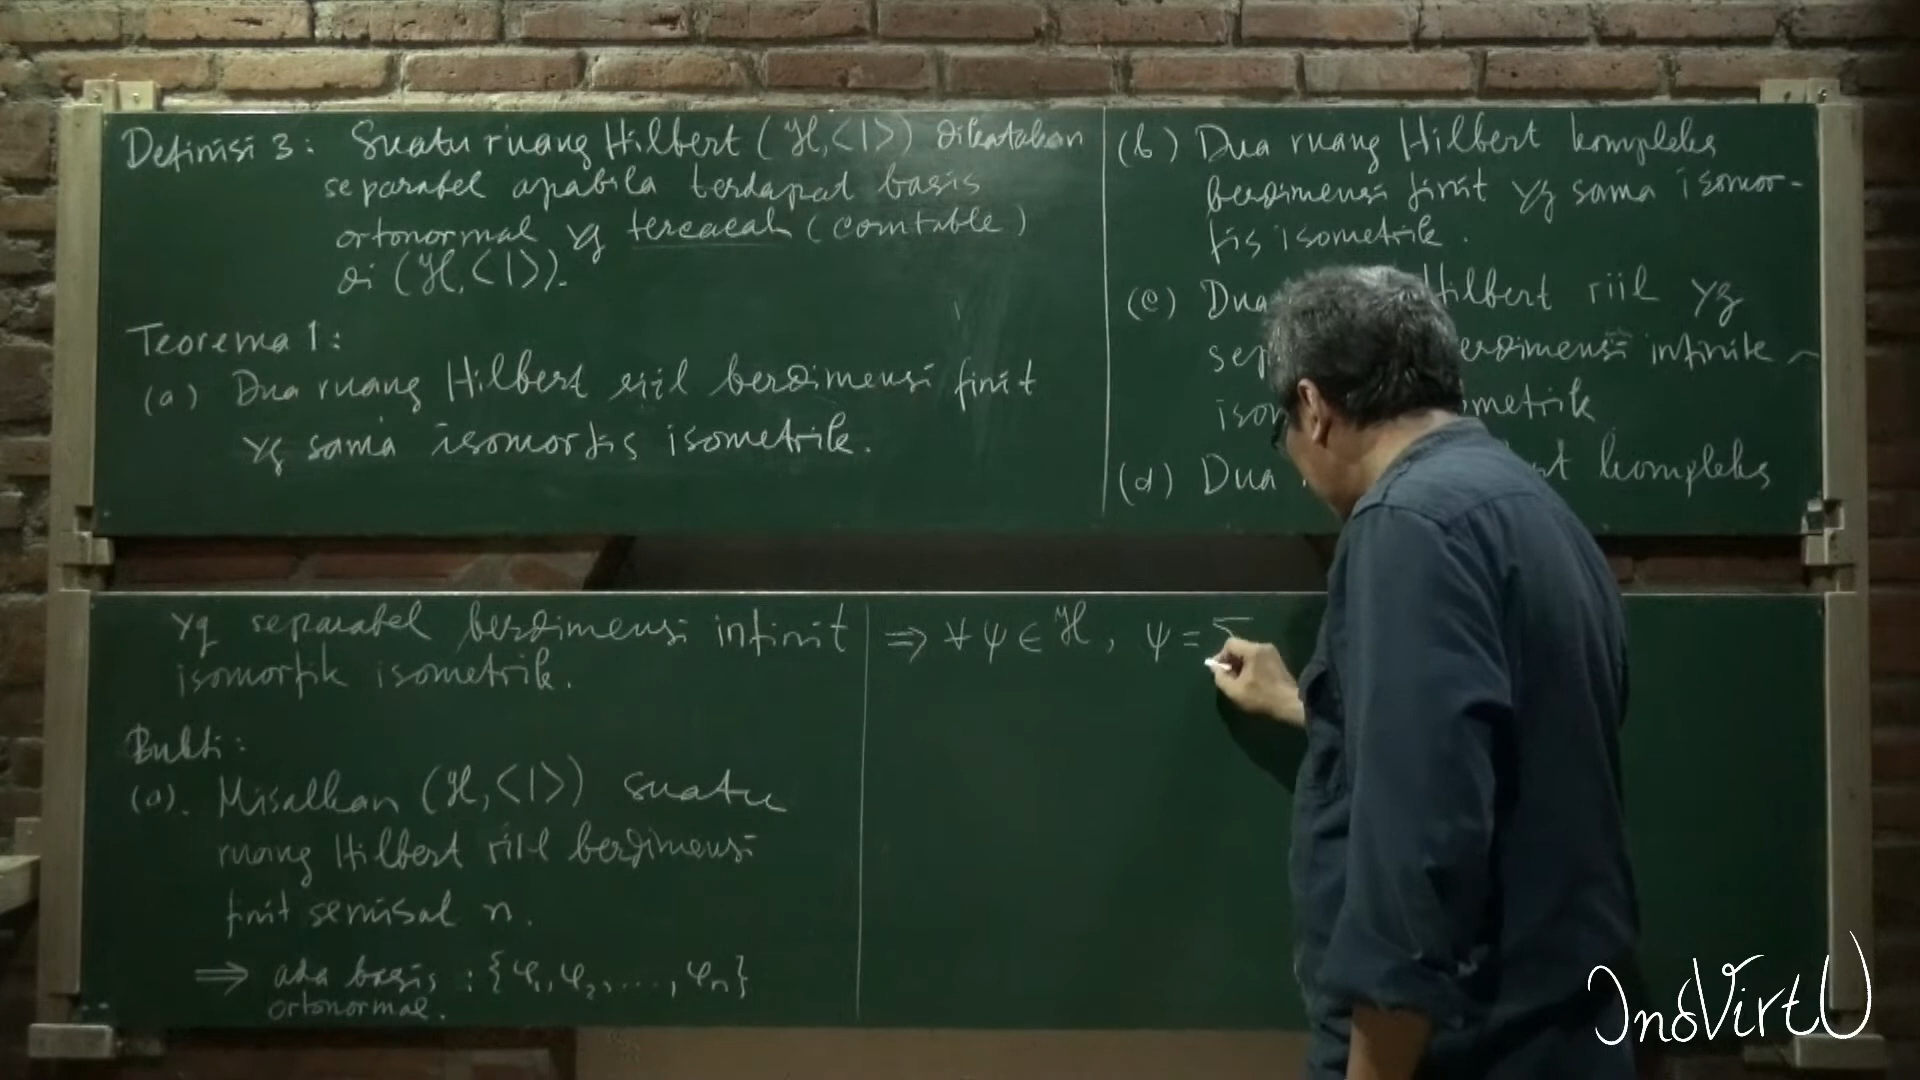 Definisi 3: Suatu ruang Hilbert (ℋ,<|>) dikatakan
separabel apabila terdapat basis
ortonormal yg tercacah (countable)
di (ℋ,<|>).
Teorema 1:
(a) Dua ruang Hilbert riil berdimensi finit
yg sama isomorfis isometrik.
(b) Dua ruang Hilbert kompleks
berdimensi finit yg sama isomor-
fis isometrik.
(c) Dua Hilbert riil yg
sep berdimensi infinite
isom metrik
(d) Dua kompleks
yg separabel berdimensi infinit
isomorfik isometrik.
Bukti:
(a). Misalkan (ℋ,<|>) suatu
ruang Hilbert riil berdimensi
finit semisal n.
⇒ ada basis : {φ₁,φ₂,...,φₙ}
ortonormal.
⇒ ∀ψ∈ℋ, ψ=Σ
InoVirtU